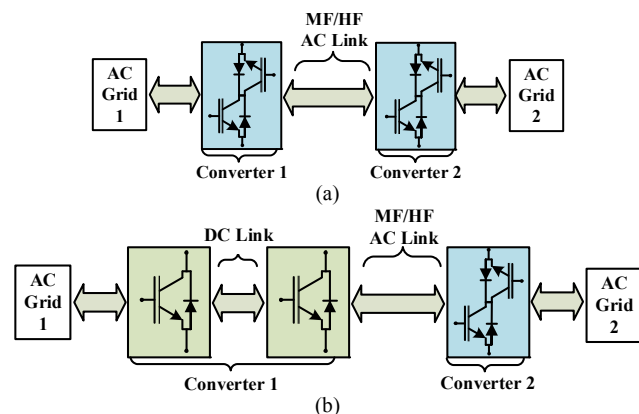 MF/HF
AC Link
AC
Grid
1
AC
Grid
2
Converter 1
Converter 2
(a)
MF/HF
AC Link
DC Link
AC
Grid
1
AC
Grid
2
Converter 1
Converter 2
(b)